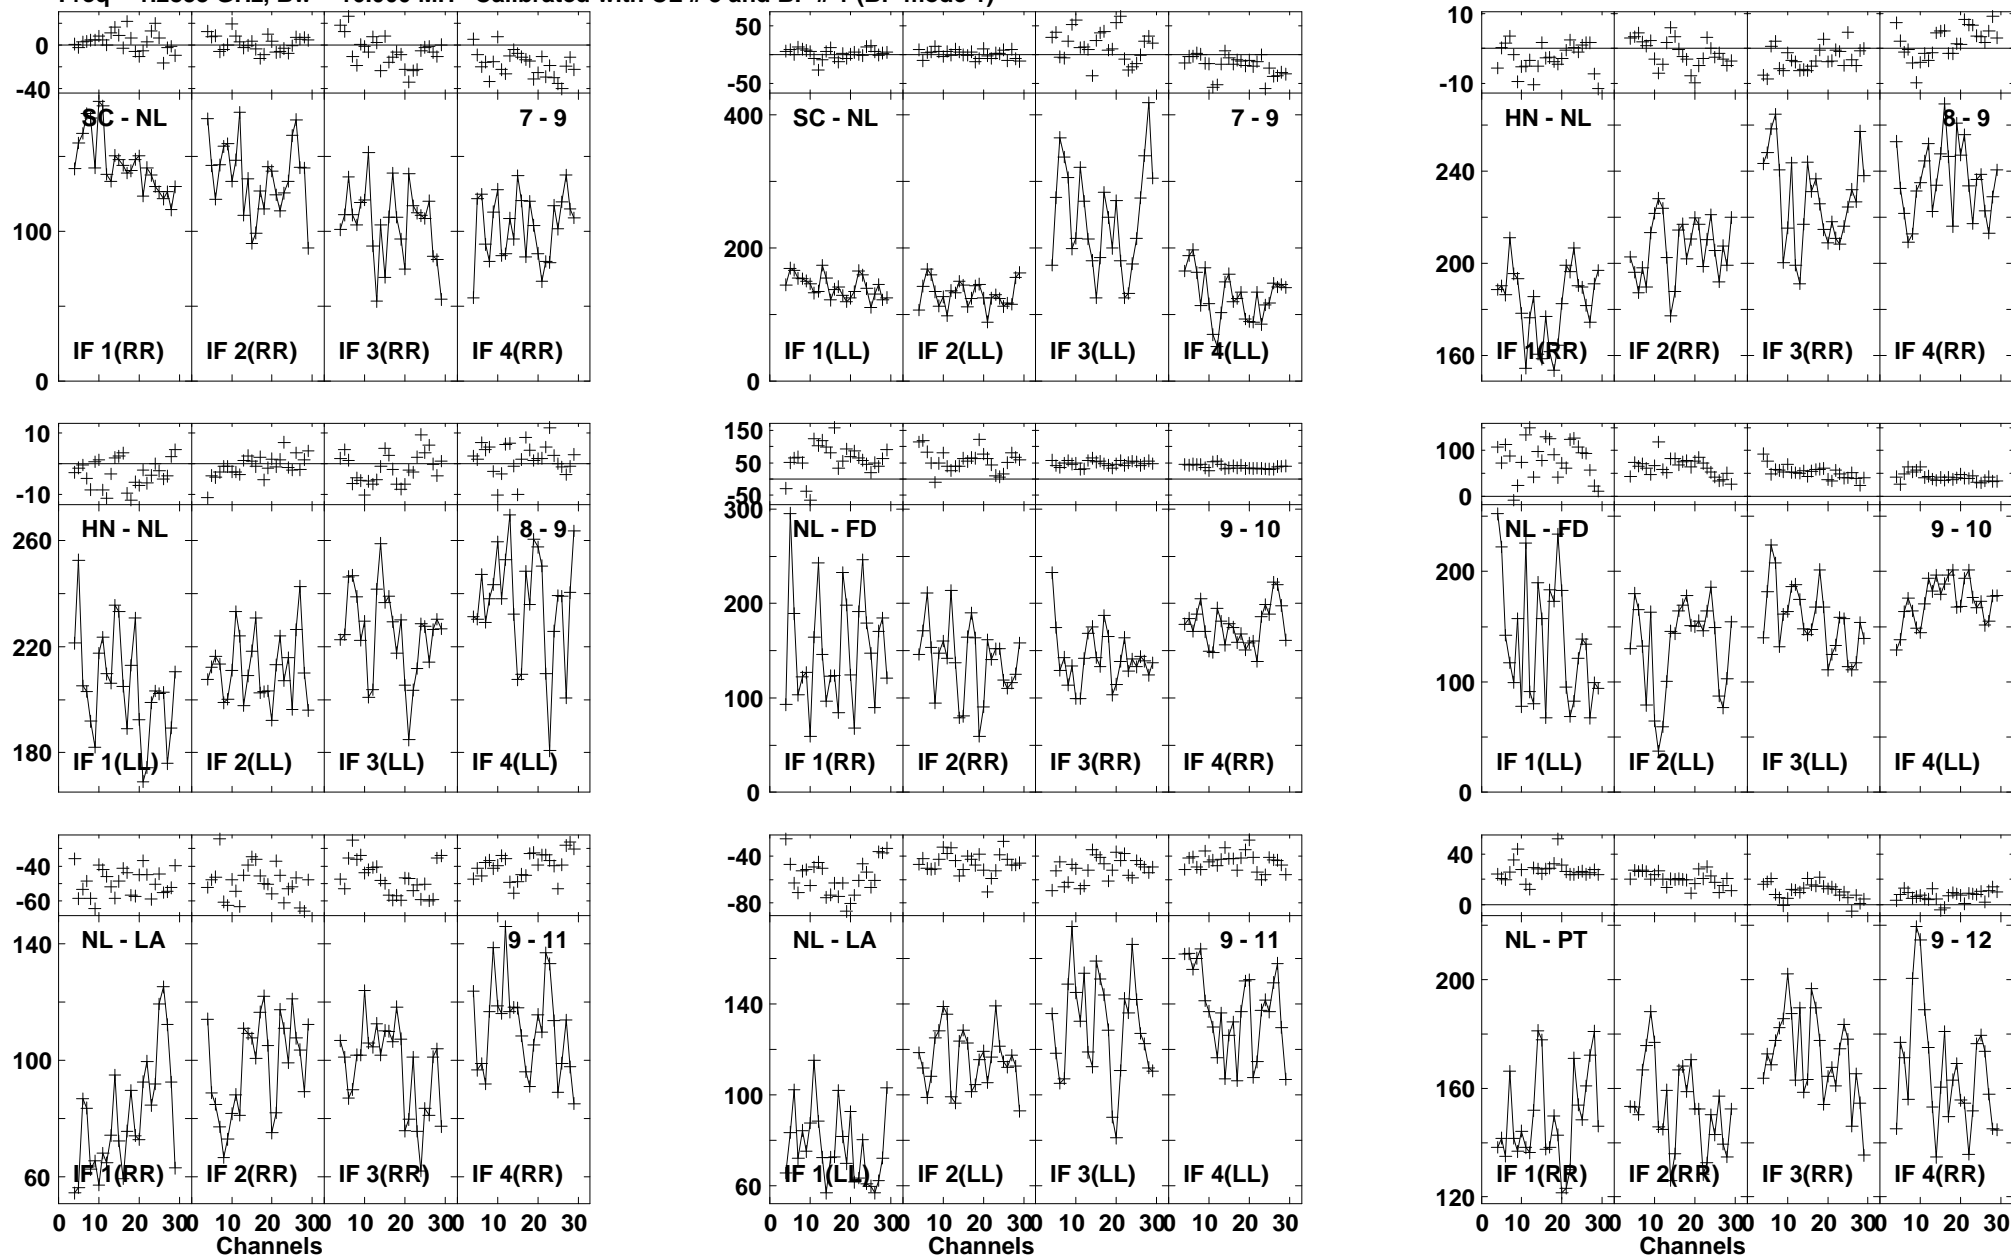 0
-40
SC - NL
7 - 9
100
0
IF 1(RR)
IF 2(RR)
IF 3(RR)
IF 4(RR)
50
-50
400
SC - NL
7 - 9
200
0
IF 1(LL)
IF 2(LL)
IF 3(LL)
IF 4(LL)
10
-10
HN - NL
8 - 9
240
200
160
IF 1(RR)
IF 2(RR)
IF 3(RR)
IF 4(RR)
10
-10
HN - NL
8 - 9
260
220
180
IF 1(LL)
IF 2(LL)
IF 3(LL)
IF 4(LL)
150
50
-50
300
NL - FD
9 - 10
200
100
0
IF 1(RR)
IF 2(RR)
IF 3(RR)
IF 4(RR)
100
0
NL - FD
9 - 10
200
100
0
IF 1(LL)
IF 2(LL)
IF 3(LL)
IF 4(LL)
-40
-60
NL - LA
9 - 11
140
100
60
IF 1(RR)
IF 2(RR)
IF 3(RR)
IF 4(RR)
0 10 20 30 0 10 20 30 0 10 20 30 0 10 20 30
Channels
-40
-80
NL - LA
9 - 11
140
100
60
IF 1(LL)
IF 2(LL)
IF 3(LL)
IF 4(LL)
0 10 20 30 0 10 20 30 0 10 20 30 0 10 20 30
Channels
40
0
NL - PT
9 - 12
200
160
120
IF 1(RR)
IF 2(RR)
IF 3(RR)
IF 4(RR)
0 10 20 30 0 10 20 30 0 10 20 30 0 10 20 30
Channels